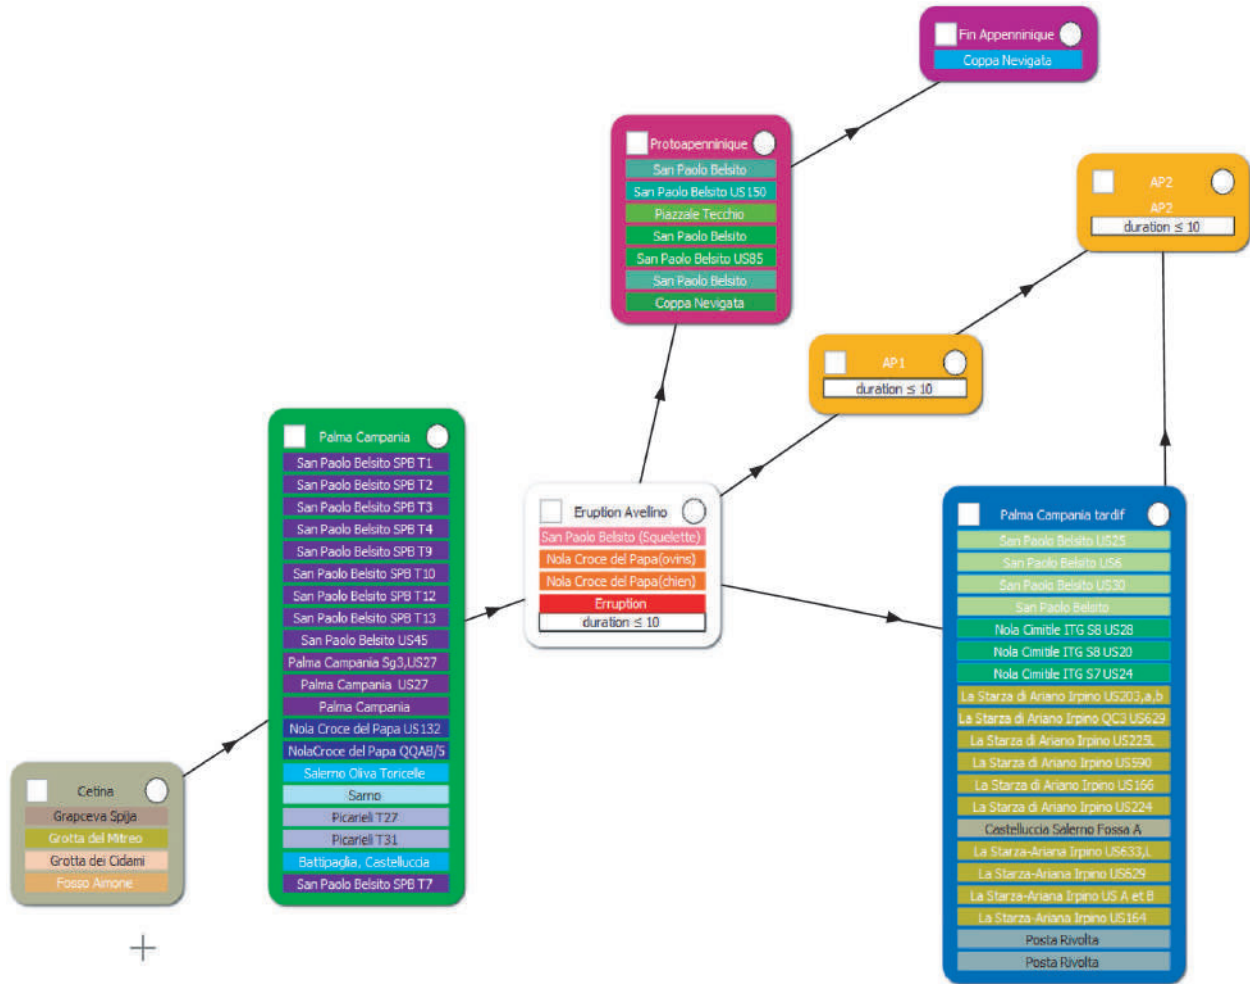 Fin Appenninique
Coppa Nevigata
Protoapenninique
San Paolo Belsito
San Paolo Belsito US150
Piazzale Tecchio
San Paolo Belsito
San Paolo Belsito US85
San Paolo Belsito
Coppa Nevigata
AP2
AP2
duration ≤ 10
AP1
duration ≤ 10
Palma Campania
San Paolo Belsito SPB T1
San Paolo Belsito SPB T2
San Paolo Belsito SPB T3
San Paolo Belsito SPB T4
San Paolo Belsito SPB T9
San Paolo Belsito SPB T10
San Paolo Belsito SPB T12
San Paolo Belsito SPB T13
San Paolo Belsito US45
Palma Campania Sg3,US27
Palma Campania US27
Palma Campania
Nola Croce del Papa US132
NolaCroce del Papa QQAB/5
Salerno Oliva Toricelle
Sarno
Picarieli T27
Picarieli T31
Battipaglia, Castelluccia
San Paolo Belsito SPB T7
Eruption Avelino
San Paolo Belsito (Squelette)
Nola Croce del Papa(ovins)
Nola Croce del Papa(chien)
Erruption
duration ≤ 10
Palma Campania tardif
San Paolo Belsito US25
San Paolo Belsito US6
San Paolo Belsito US30
San Paolo Belsito
Nola Cimitile ITG S8 US28
Nola Cimitile ITG S8 US20
Nola Cimitile ITG S7 US24
La Starza di Ariano Irpino US203,a,b
La Starza di Ariano Irpino QC3 US629
La Starza di Ariano Irpino US225L
La Starza di Ariano Irpino US590
La Starza di Ariano Irpino US166
La Starza di Ariano Irpino US224
Castelluccia Salerno Fossa A
La Starza-Ariana Irpino US633,L
La Starza-Ariana Irpino US629
La Starza-Ariana Irpino US A et B
La Starza-Ariana Irpino US164
Posta Rivolta
Posta Rivolta
Cetina
Grapceva Spija
Grotta del Mitreo
Grotta dei Cidami
Fosso Aimone